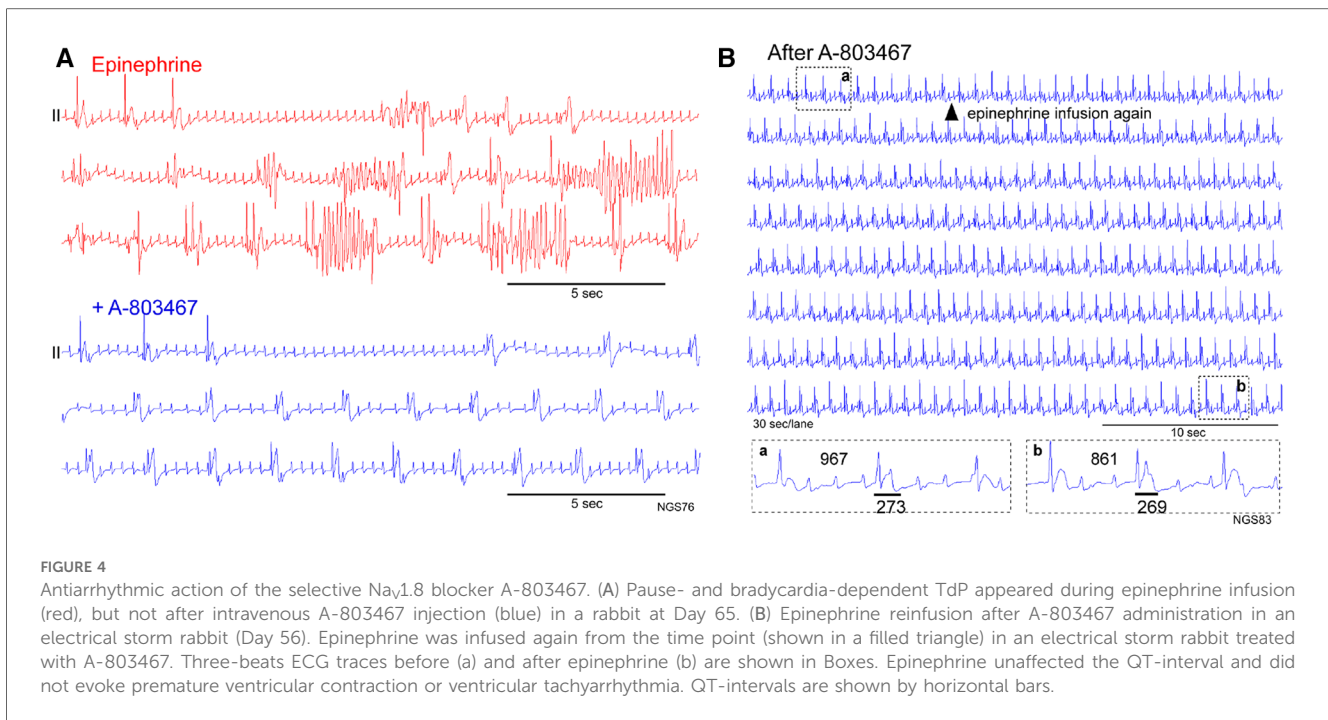 A
Epinephrine
II
5 sec
+ A-803467
II
5 sec
NGS76
B
After A-803467
a
epinephrine infusion again
b
30 sec/lane
10 sec
a
967
273
b
861
269
NGS83
FIGURE 4
Antiarrhythmic action of the selective NaV1.8 blocker A-803467. (A) Pause- and bradycardia-dependent TdP appeared during epinephrine infusion
(red), but not after intravenous A-803467 injection (blue) in a rabbit at Day 65. (B) Epinephrine reinfusion after A-803467 administration in an
electrical storm rabbit (Day 56). Epinephrine was infused again from the time point (shown in a filled triangle) in an electrical storm rabbit treated
with A-803467. Three-beats ECG traces before (a) and after epinephrine (b) are shown in Boxes. Epinephrine unaffected the QT-interval and did
not evoke premature ventricular contraction or ventricular tachyarrhythmia. QT-intervals are shown by horizontal bars.